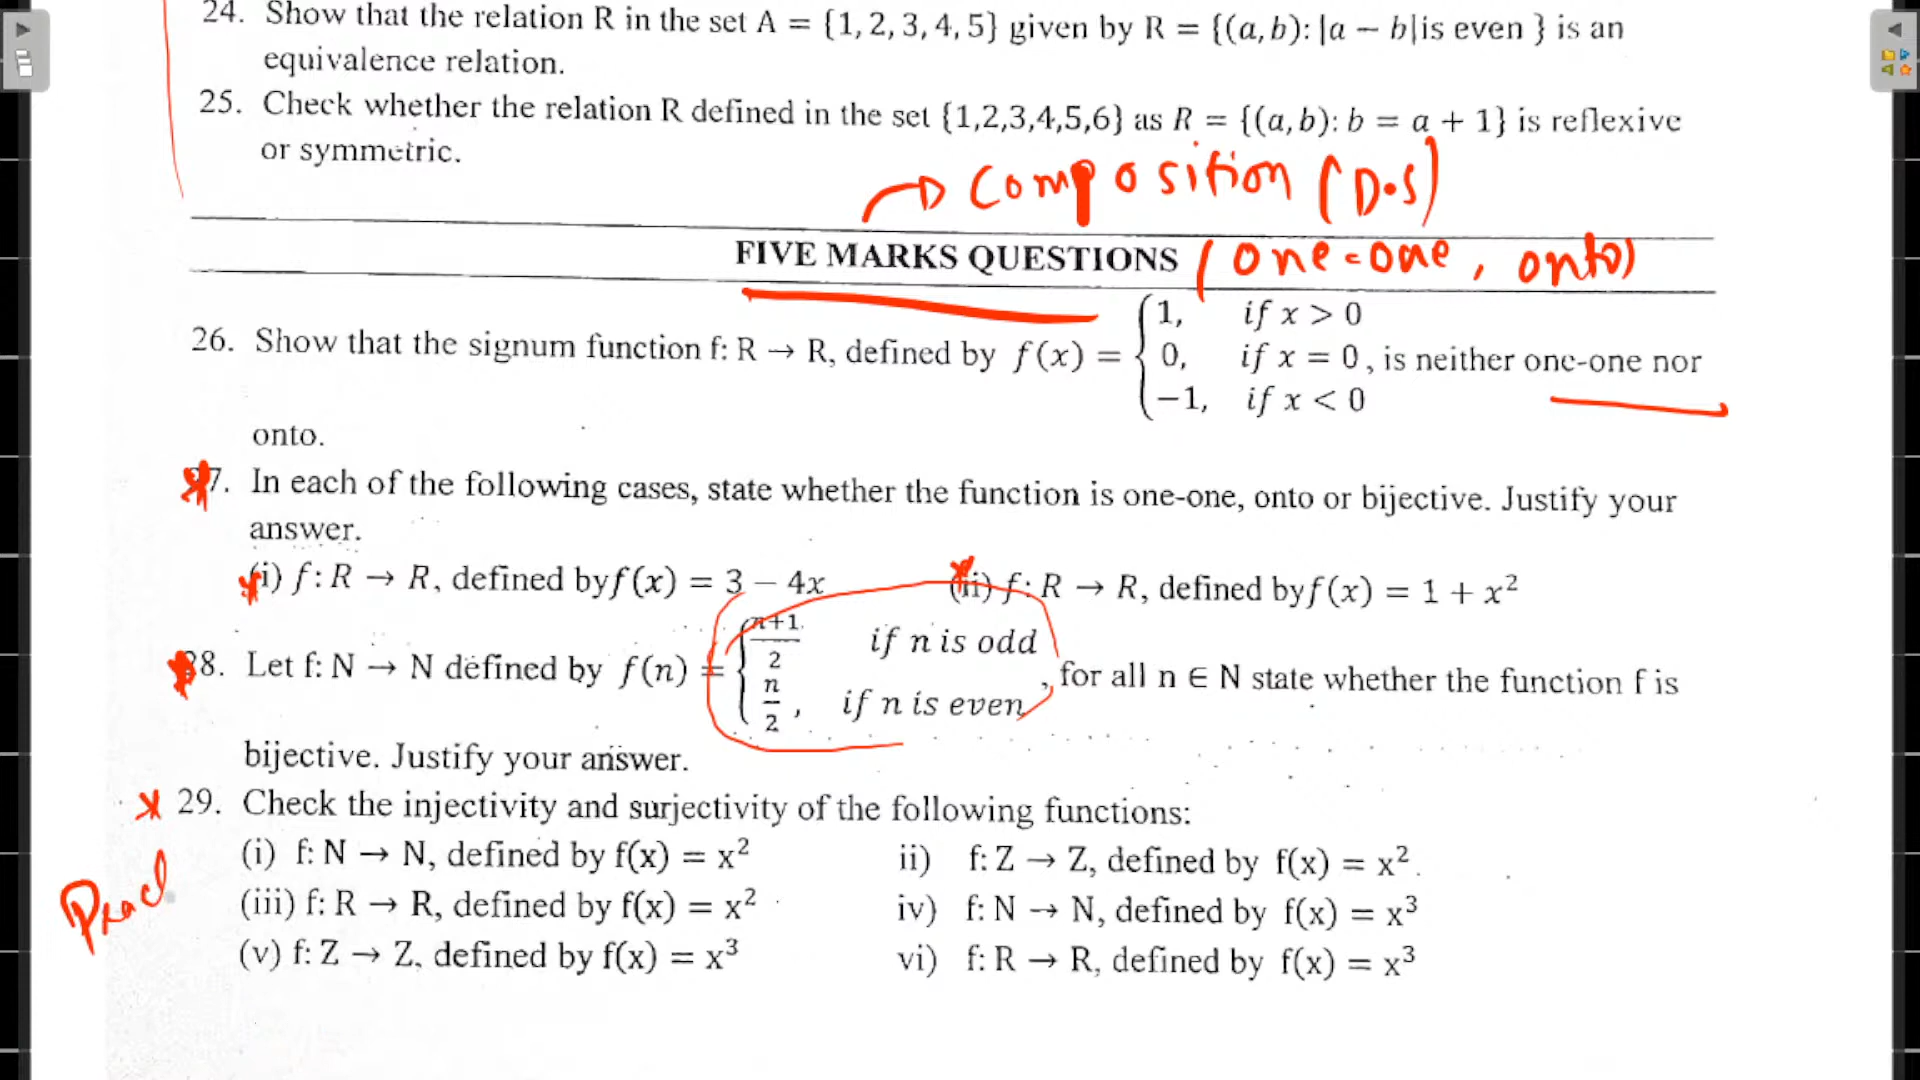 24. Show that the relation R in the set A = {1, 2, 3, 4, 5} given by R = {(a, b): |a − b|is even } is an
equivalence relation.
25. Check whether the relation R defined in the set {1,2,3,4,5,6} as R = {(a, b): b = a + 1} is reflexive
or symmetric.
→ Composition (D.S)
FIVE MARKS QUESTIONS (one-one, onto)
26. Show that the signum function f: R → R, defined by f(x) = { 1, if x > 0
0, if x = 0 , is neither one-one nor
−1, if x < 0
onto.
27. In each of the following cases, state whether the function is one-one, onto or bijective. Justify your
answer.
(i) f: R → R, defined by f(x) = 3 − 4x (ii) f: R → R, defined by f(x) = 1 + x²
28. Let f: N → N defined by f(n) = { (n+1)/2 if n is odd
n/2 , if n is even , for all n ∈ N state whether the function f is
bijective. Justify your answer.
29. Check the injectivity and surjectivity of the following functions:
(i) f: N → N, defined by f(x) = x² ii) f: Z → Z, defined by f(x) = x².
(iii) f: R → R, defined by f(x) = x² iv) f: N → N, defined by f(x) = x³
(v) f: Z → Z, defined by f(x) = x³ vi) f: R → R, defined by f(x) = x³